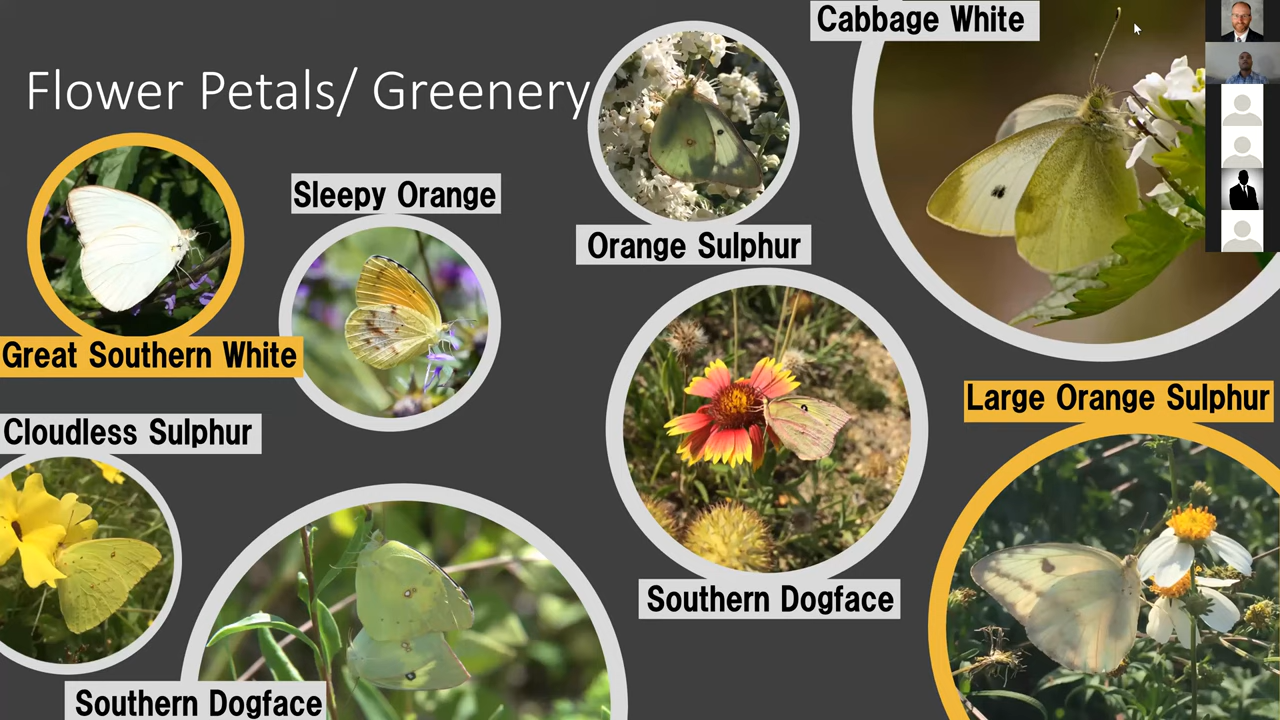 Cabbage White
Flower Petals/ Greenery
Sleepy Orange
Orange Sulphur
Great Southern White
Large Orange Sulphur
Cloudless Sulphur
Southern Dogface
Southern Dogface